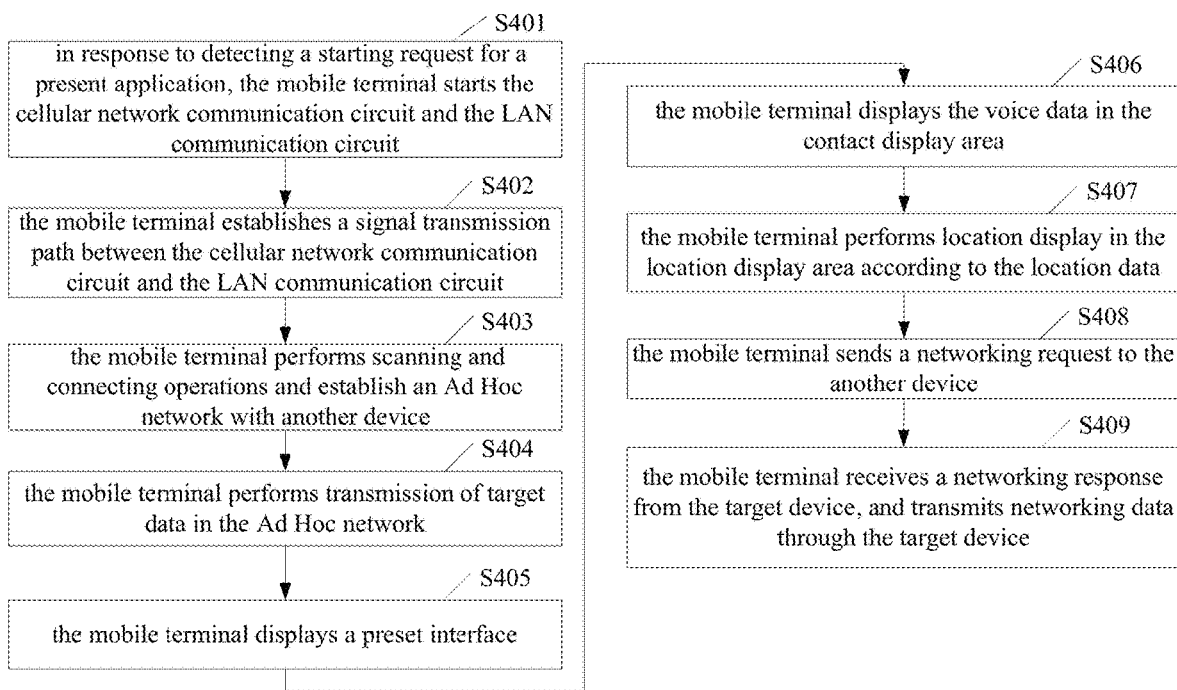 S401
in response to detecting a starting request for a
present application, the mobile terminal starts the
cellular network communication circuit and the LAN
communication circuit
S402
the mobile terminal establishes a signal transmission
path between the cellular network communication
circuit and the LAN communication circuit
S403
the mobile terminal performs scanning and
connecting operations and establish an Ad Hoc
network with another device
S404
the mobile terminal performs transmission of target
data in the Ad Hoc network
S405
the mobile terminal displays a preset interface
S406
the mobile terminal displays the voice data in the
contact display area
S407
the mobile terminal performs location display in the
location display area according to the location data
S408
the mobile terminal sends a networking request to the
another device
S409
the mobile terminal receives a networking response
from the target device, and transmits networking data
through the target device